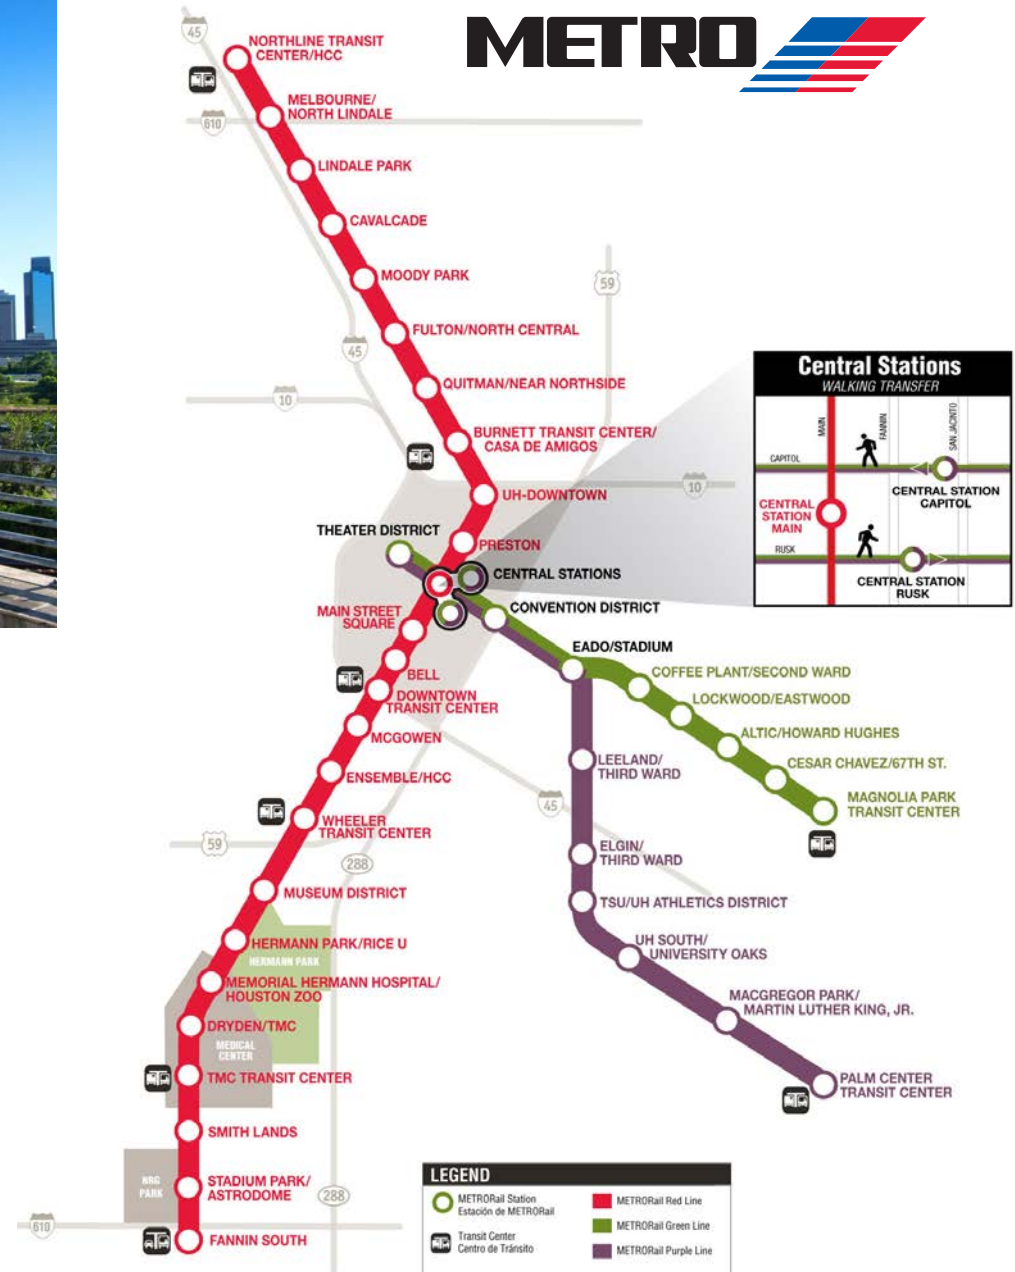 METRO
45
NORTHLINE TRANSIT
CENTER/HCC
MELBOURNE/
NORTH LINDALE
610
LINDALE PARK
CAVALCADE
MOODY PARK
59
FULTON/NORTH CENTRAL
45
QUITMAN/NEAR NORTHSIDE
10
BURNETT TRANSIT CENTER/
CASA DE AMIGOS
10
UH-DOWNTOWN
THEATER DISTRICT
PRESTON
CENTRAL STATIONS
CONVENTION DISTRICT
MAIN STREET
SQUARE
EADO/STADIUM
BELL
DOWNTOWN
TRANSIT CENTER
MCGOWEN
ENSEMBLE/HCC
WHEELER
TRANSIT CENTER
59
288
45
MUSEUM DISTRICT
HERMANN PARK/RICE U
HERMANN PARK
MEMORIAL HERMANN HOSPITAL/
HOUSTON ZOO
DRYDEN/TMC
MEDICAL
CENTER
TMC TRANSIT CENTER
SMITH LANDS
NRG
PARK
STADIUM PARK/
ASTRODOME
288
610
FANNIN SOUTH
COFFEE PLANT/SECOND WARD
LOCKWOOD/EASTWOOD
ALTIC/HOWARD HUGHES
CESAR CHAVEZ/67TH ST.
MAGNOLIA PARK
TRANSIT CENTER
LEELAND/
THIRD WARD
ELGIN/
THIRD WARD
TSU/UH ATHLETICS DISTRICT
UH SOUTH/
UNIVERSITY OAKS
MACGREGOR PARK/
MARTIN LUTHER KING, JR.
PALM CENTER
TRANSIT CENTER
Central Stations
WALKING TRANSFER
MAIN
FANNIN
SAN JACINTO
CAPITOL
CENTRAL STATION
CAPITOL
CENTRAL
STATION
MAIN
RUSK
CENTRAL STATION
RUSK
LEGEND
METRORail Station
Estación de METRORail
Transit Center
Centro de Tránsito
METRORail Red Line
METRORail Green Line
METRORail Purple Line